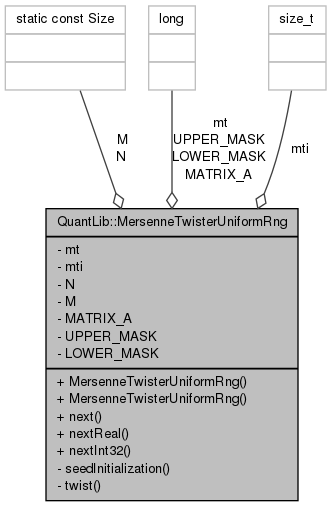 static const Size
long
size_t
M
N
mt
UPPER_MASK
LOWER_MASK
MATRIX_A
mti
QuantLib::MersenneTwisterUniformRng
- mt
- mti
- N
- M
- MATRIX_A
- UPPER_MASK
- LOWER_MASK
+ MersenneTwisterUniformRng()
+ MersenneTwisterUniformRng()
+ next()
+ nextReal()
+ nextInt32()
- seedInitialization()
- twist()